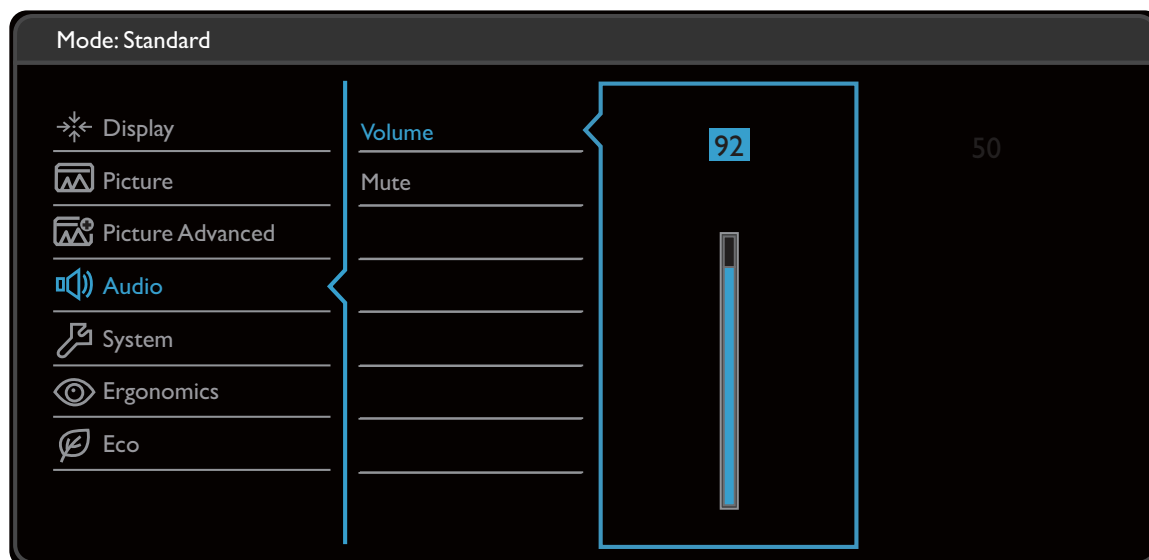 Mode: Standard
Display
Picture
Picture Advanced
Audio
System
Ergonomics
Eco
Volume
Mute
92
50